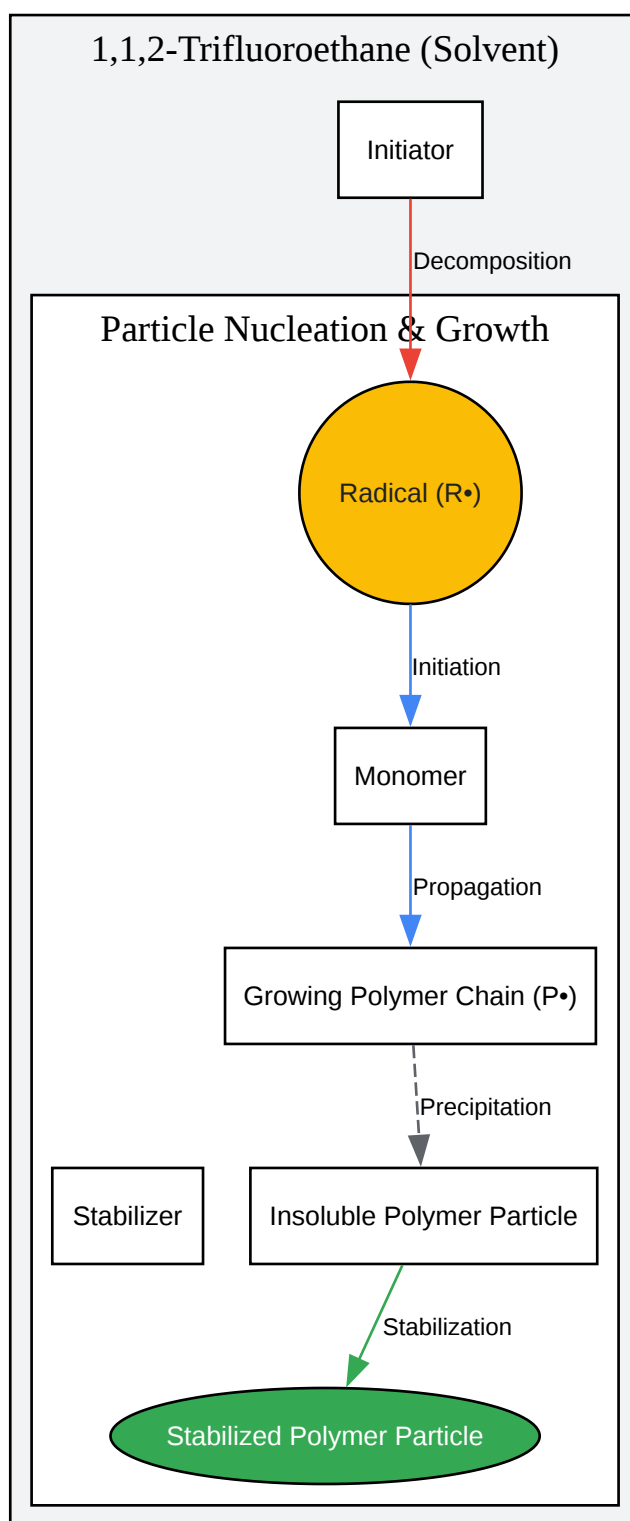 1,1,2-Trifluoroethane (Solvent)
Initiator
Decomposition
Particle Nucleation & Growth
Radical (R•)
Initiation
Monomer
Propagation
Growing Polymer Chain (P•)
Precipitation
Stabilizer
Insoluble Polymer Particle
Stabilization
Stabilized Polymer Particle